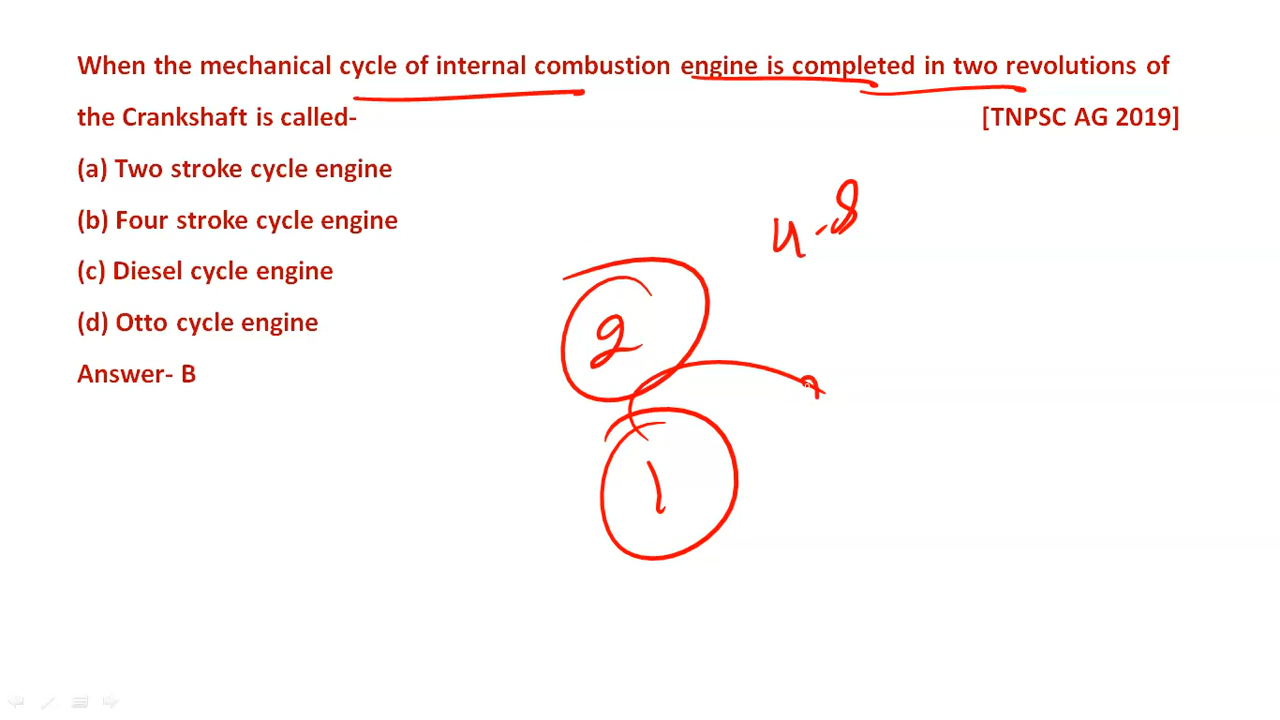 When the mechanical cycle of internal combustion engine is completed in two revolutions of
the Crankshaft is called- [TNPSC AG 2019]
(a) Two stroke cycle engine
(b) Four stroke cycle engine
4-S
(c) Diesel cycle engine
(d) Otto cycle engine
2
Answer- B
1